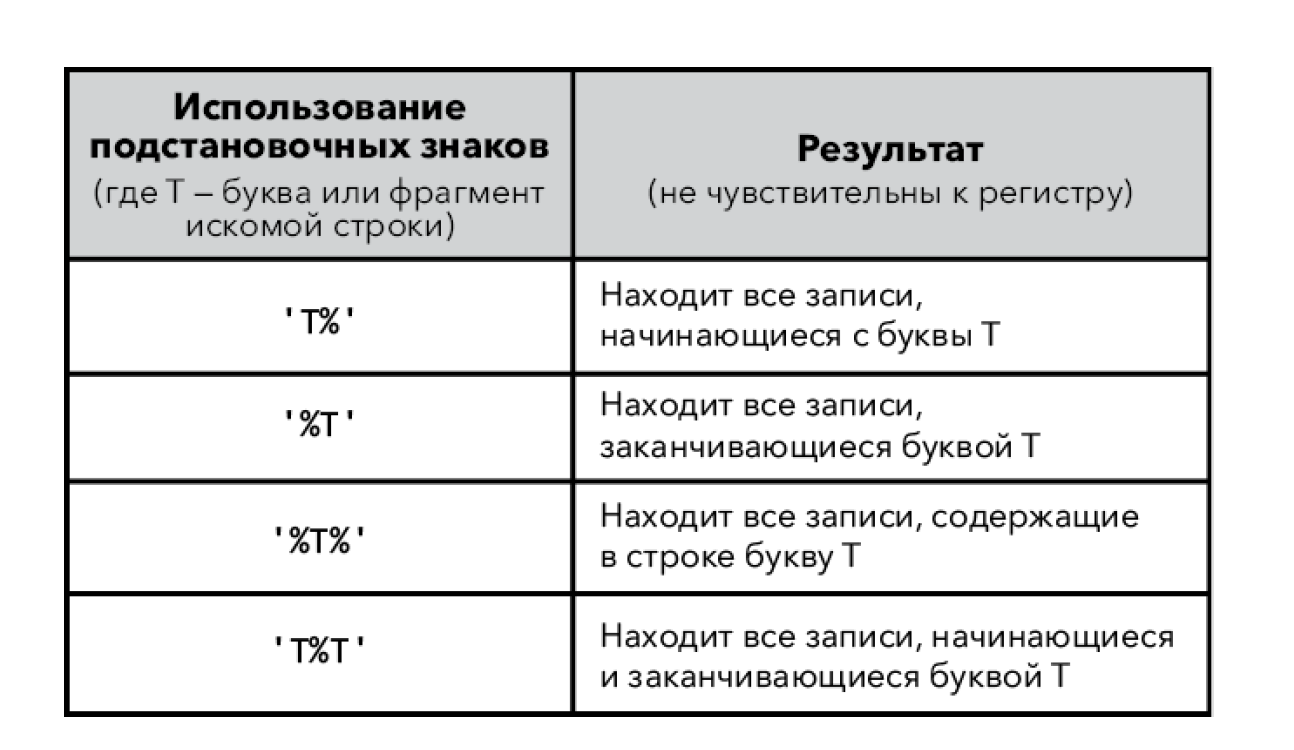 Использование
подстановочных знаков
(где T – буква или фрагмент
искомой строки)
Результат
(не чувствительны к регистру)
'T%'
Находит все записи,
начинающиеся с буквы T
'%T'
Находит все записи,
заканчивающиеся буквой T
'%T%'
Находит все записи, содержащие
в строке букву T
'T%T'
Находит все записи, начинающиеся
и заканчивающиеся буквой T